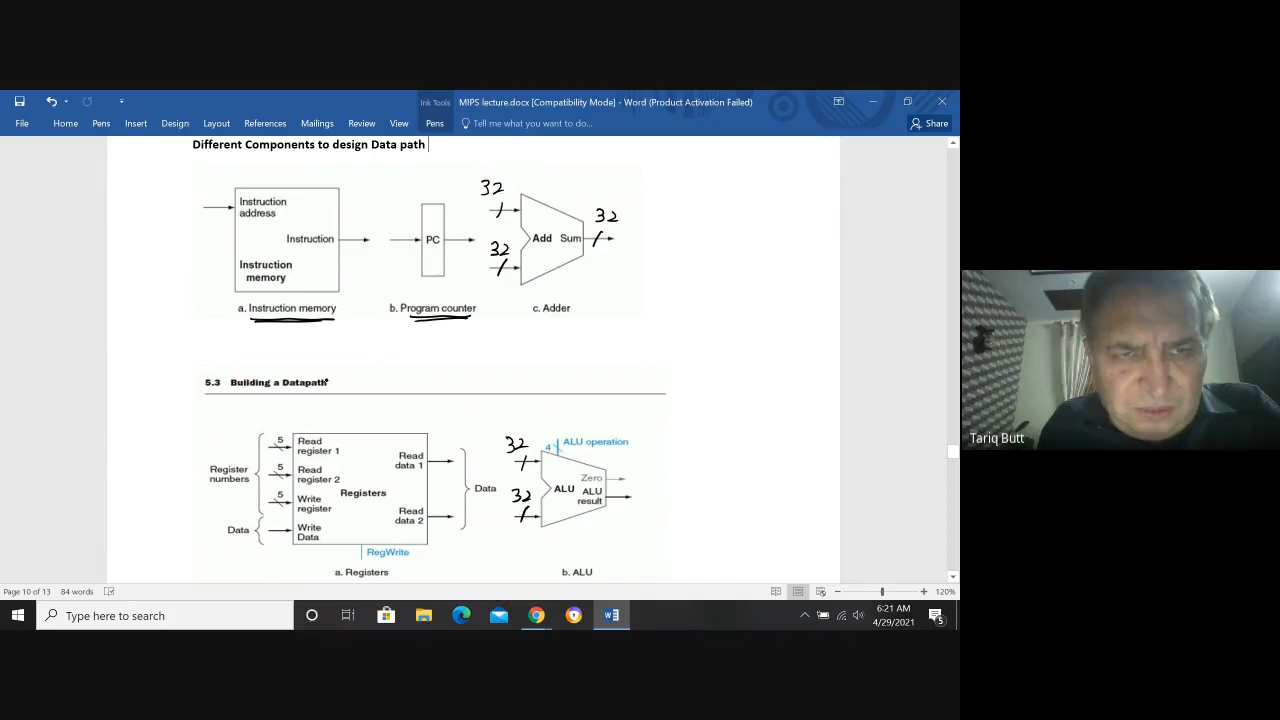 Ink Tools
MIPS lecture.docx [Compatibility Mode] - Word (Product Activation Failed)
File Home Pens Insert Design Layout References Mailings Review View Pens Tell me what you want to do... Share
Different Components to design Data path
32
32
32
Instruction address
Instruction
Instruction memory
PC
Add Sum
a. Instruction memory
b. Program counter
c. Adder
5.3 Building a Datapath
Register numbers
5
5
5
Read register 1
Read register 2
Write register
Write Data
Registers
Read data 1
Read data 2
Data
Data
RegWrite
32
32
4
ALU operation
Zero
ALU
ALU result
a. Registers
b. ALU
Page 10 of 13 84 words 120%
Type here to search
6:21 AM
4/29/2021
5
Tariq Butt